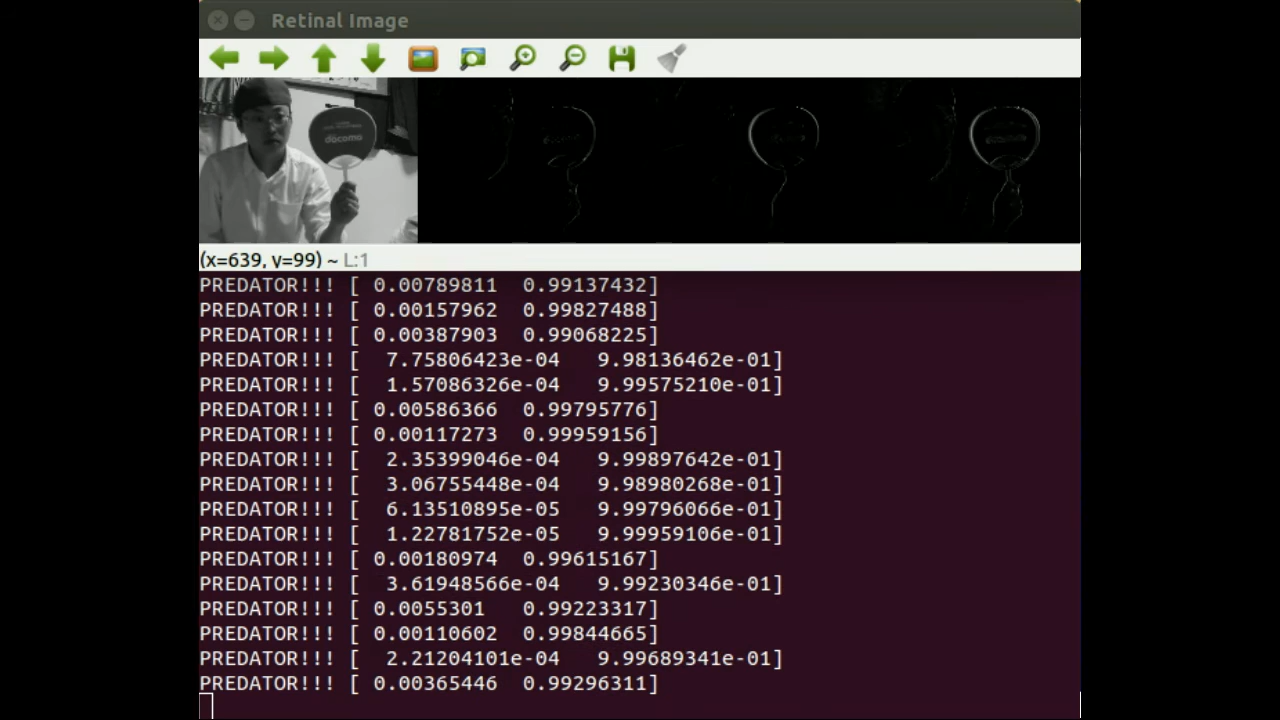 Retinal Image
docomo
(x=639, y=99) ~ L:1
PREDATOR!!! [ 0.00789811 0.99137432]
PREDATOR!!! [ 0.00157962 0.99827488]
PREDATOR!!! [ 0.00387903 0.99068225]
PREDATOR!!! [ 7.75806423e-04 9.98136462e-01]
PREDATOR!!! [ 1.57086326e-04 9.99575210e-01]
PREDATOR!!! [ 0.00586366 0.99795776]
PREDATOR!!! [ 0.00117273 0.99959156]
PREDATOR!!! [ 2.35399046e-04 9.99897642e-01]
PREDATOR!!! [ 3.06755448e-04 9.98980268e-01]
PREDATOR!!! [ 6.13510895e-05 9.99796066e-01]
PREDATOR!!! [ 1.22781752e-05 9.99959106e-01]
PREDATOR!!! [ 0.00180974 0.99615167]
PREDATOR!!! [ 3.61948566e-04 9.99230346e-01]
PREDATOR!!! [ 0.0055301 0.99223317]
PREDATOR!!! [ 0.00110602 0.99844665]
PREDATOR!!! [ 2.21204101e-04 9.99689341e-01]
PREDATOR!!! [ 0.00365446 0.99296311]